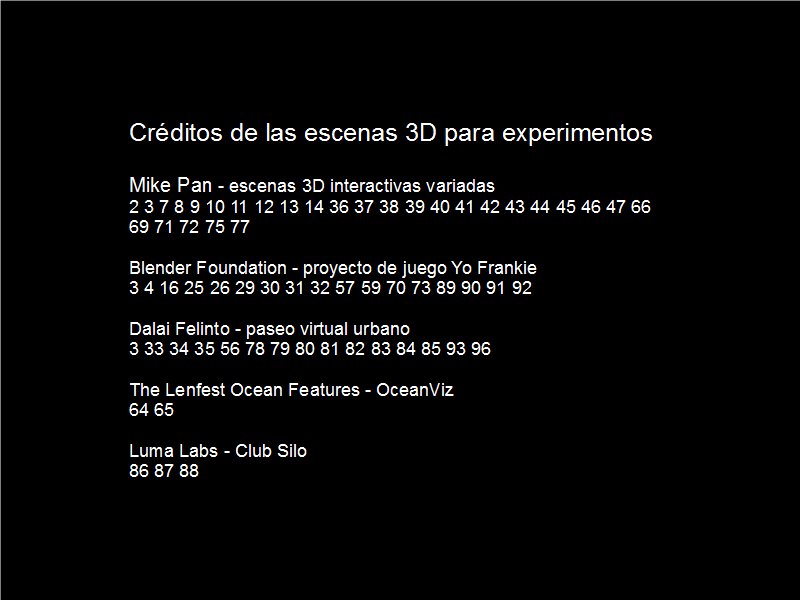 Créditos de las escenas 3D para experimentos
Mike Pan - escenas 3D interactivas variadas
2 3 7 8 9 10 11 12 13 14 36 37 38 39 40 41 42 43 44 45 46 47 66
69 71 72 75 77
Blender Foundation - proyecto de juego Yo Frankie
3 4 16 25 26 29 30 31 32 57 59 70 73 89 90 91 92
Dalai Felinto - paseo virtual urbano
3 33 34 35 56 78 79 80 81 82 83 84 85 93 96
The Lenfest Ocean Features - OceanViz
64 65
Luma Labs - Club Silo
86 87 88